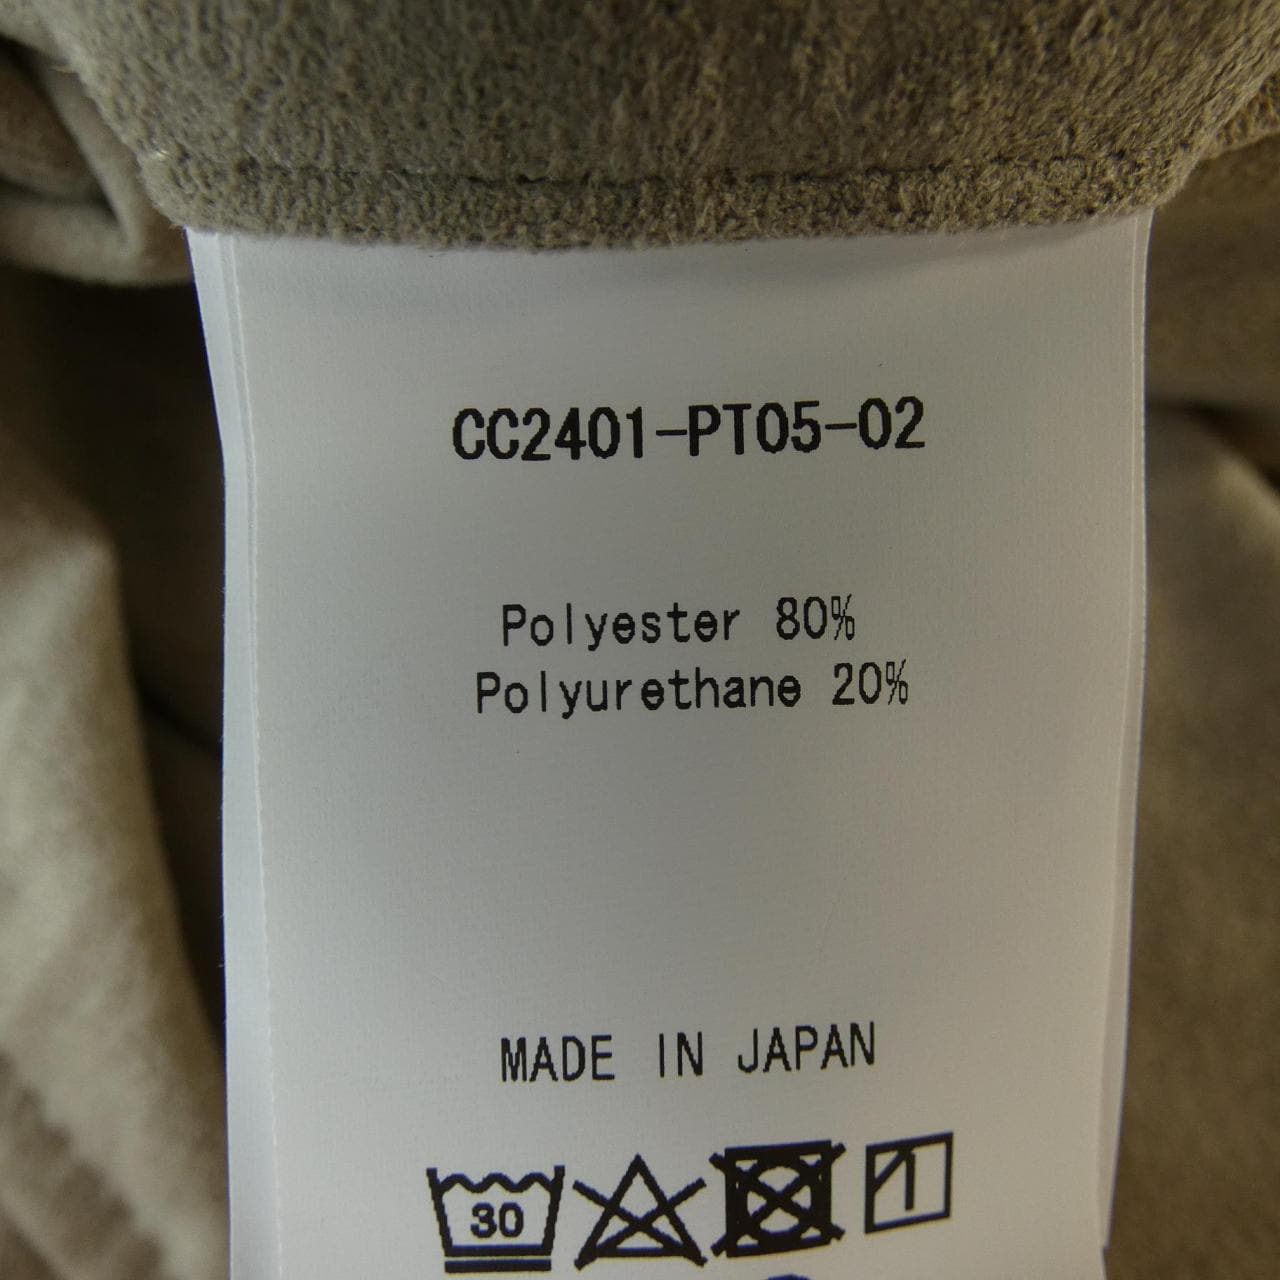 CC2401-PT05-02
Polyester 80%
Polyurethane 20%
MADE IN JAPAN
30